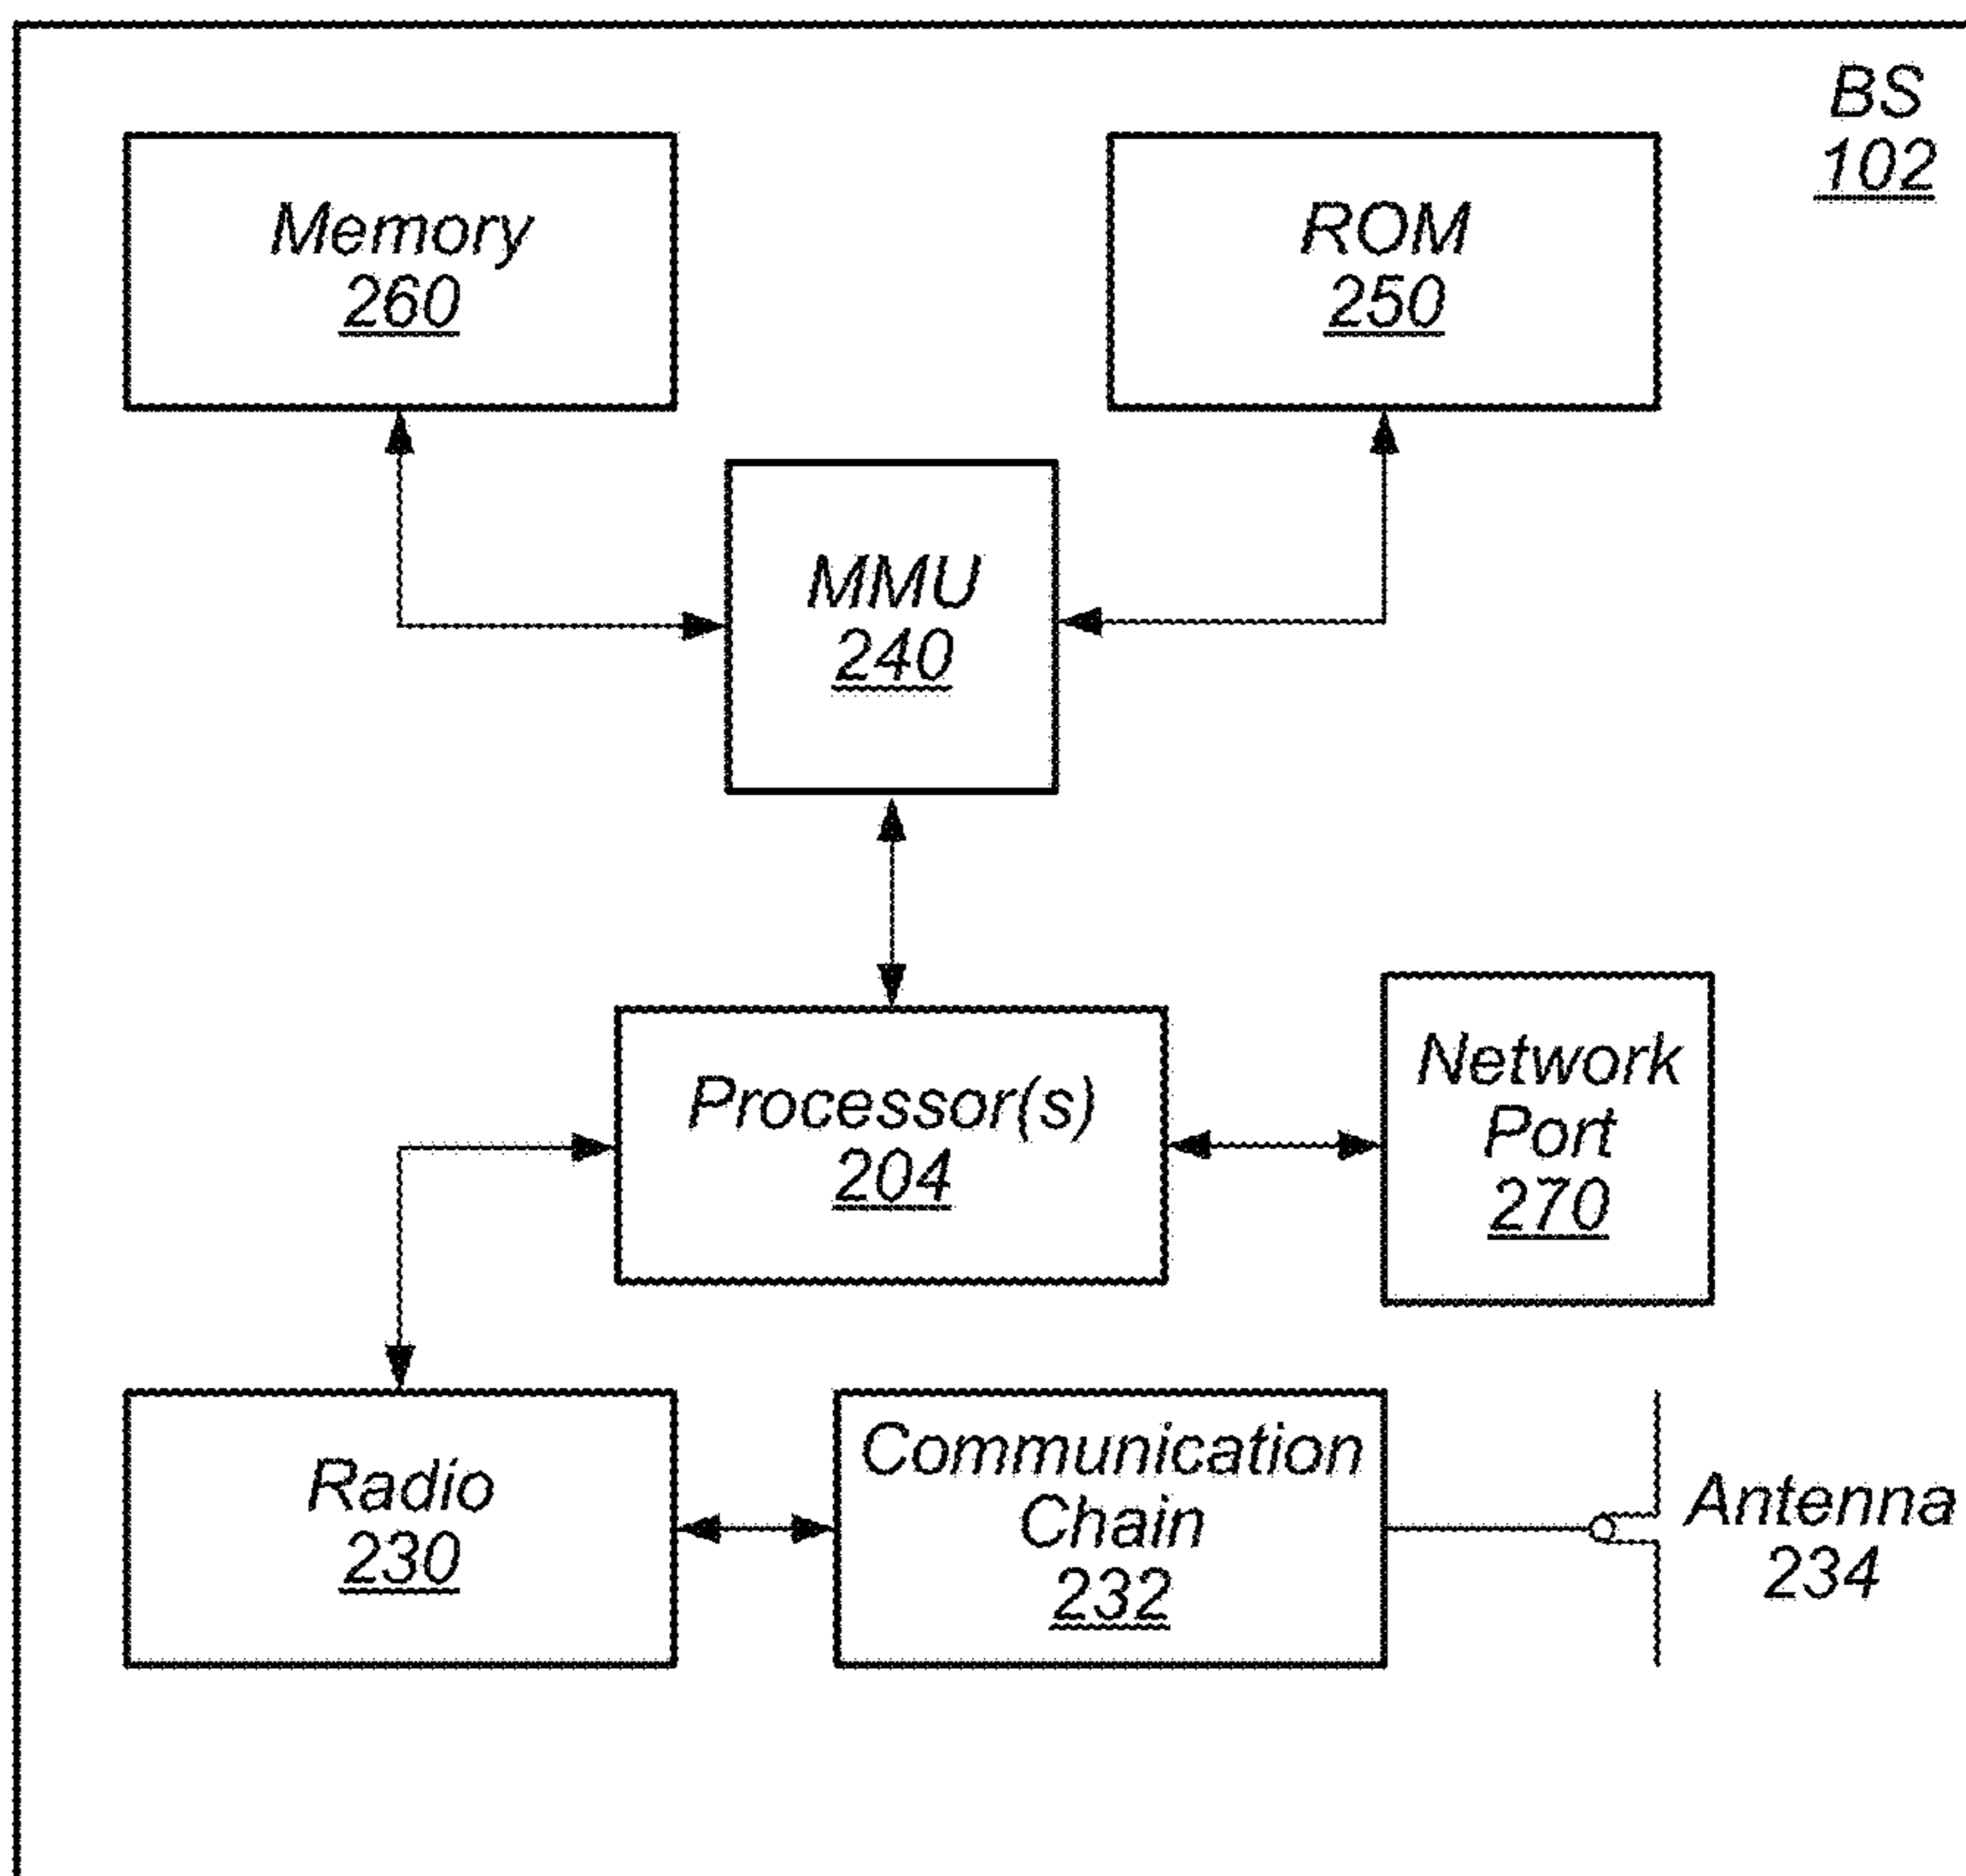 BS
102
Memory
260
ROM
250
MMU
240
Processor(s)
204
Network
Port
270
Radio
230
Communication
Chain
232
Antenna
234